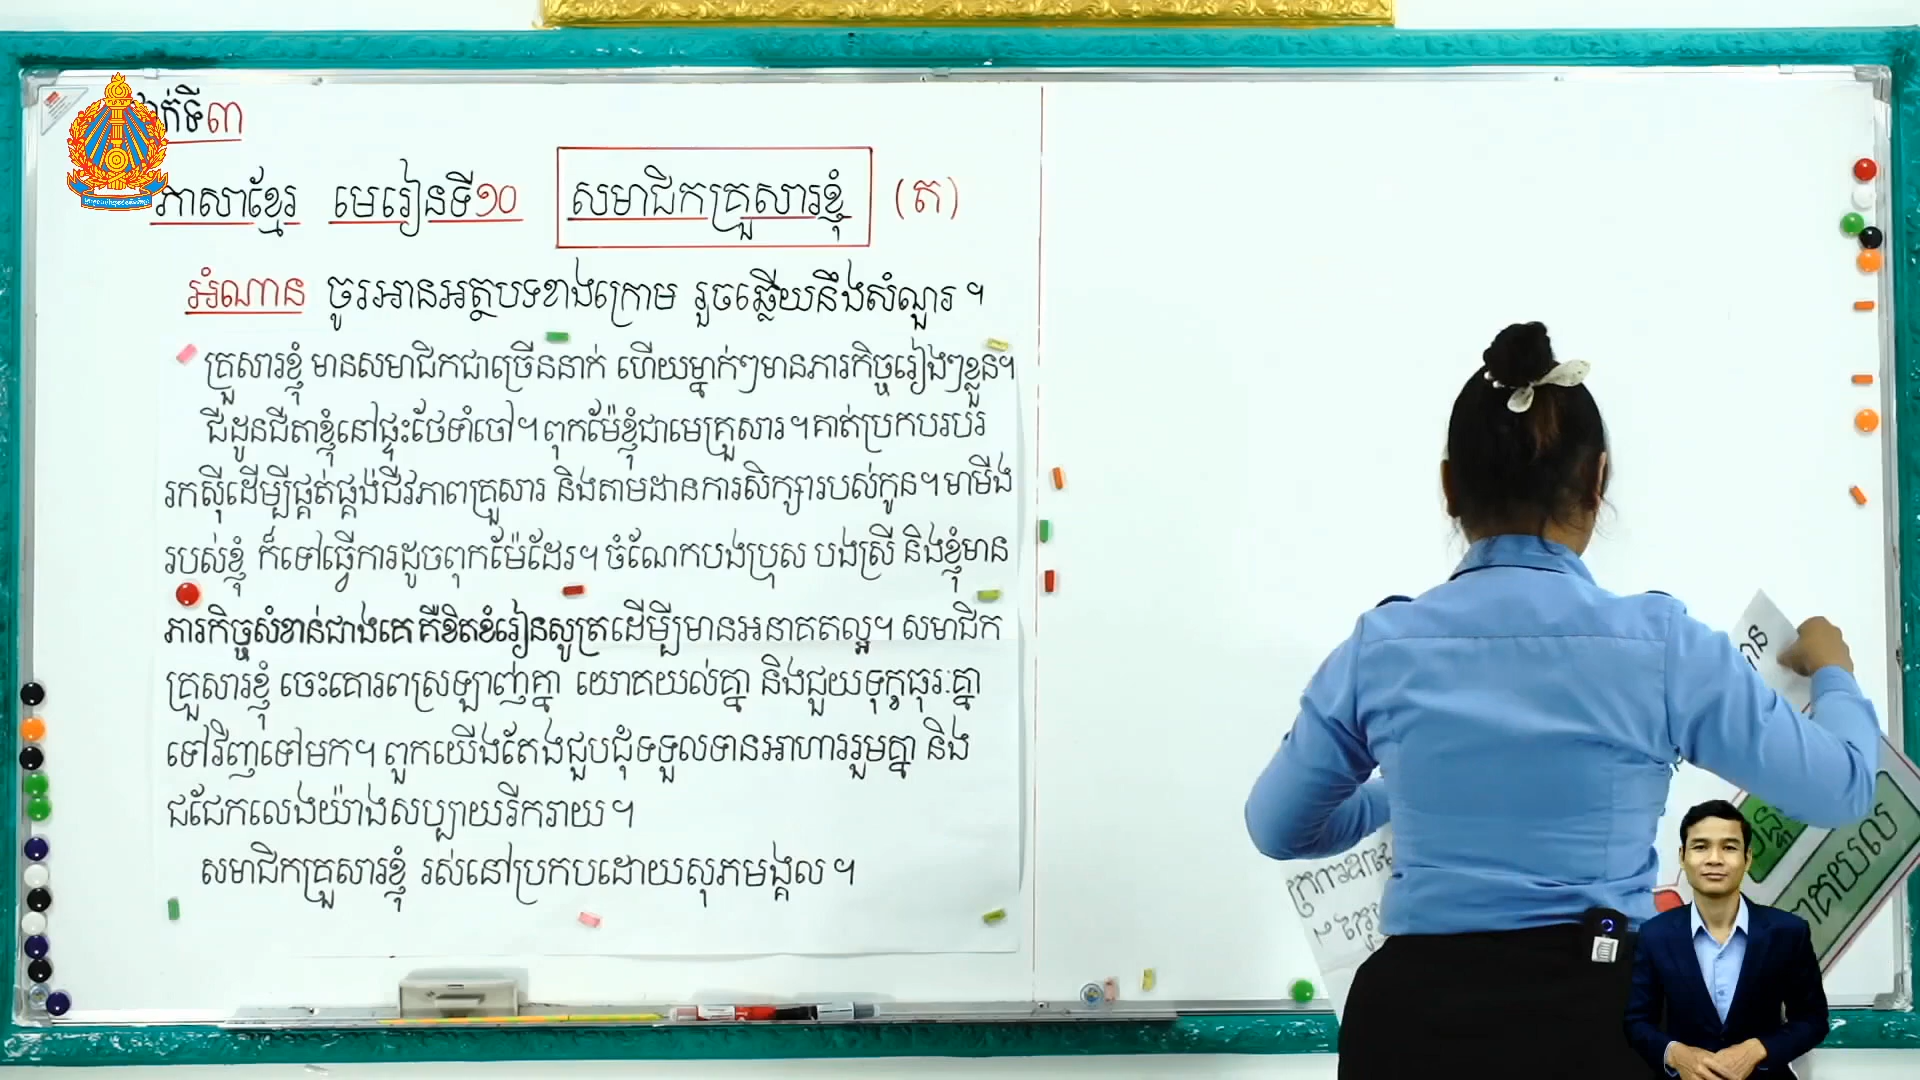 ទី៣
ភាសាខ្មែរ មេរៀនទី១០ សមាជិកគ្រួសារខ្ញុំ (ត)
អំណាន ចូរអានអត្ថបទខាងក្រោម រួចឆ្លើយនឹងសំណួរ ។
គ្រួសារខ្ញុំ មានសមាជិកជាច្រើននាក់ ហើយម្នាក់ៗមានភារកិច្ចរៀងៗខ្លួន។
ជីដូនជីតាខ្ញុំនៅផ្ទះថែទាំចៅ។ ពុកម៉ែខ្ញុំជាមេគ្រួសារ ។ គាត់ប្រកបរបរ
រកស៊ីដើម្បីផ្គត់ផ្គង់ជីវភាពគ្រួសារ និងតាមដានការសិក្សារបស់កូន។ មាមីង
របស់ខ្ញុំ ក៏ទៅធ្វើការដូចពុកម៉ែដែរ។ ចំណែកបងប្រុស បងស្រី និងខ្ញុំមាន
ភារកិច្ចសំខាន់ជាងគេ គឺខិតខំរៀនសូត្រដើម្បីមានអនាគតល្អ។ សមាជិក
គ្រួសារខ្ញុំ ចេះគោរពស្រឡាញ់គ្នា យោគយល់គ្នា និងជួយទុក្ខធុរៈគ្នា
ទៅវិញទៅមក។ ពួកយើងតែងជួបជុំទទួលទានអាហាររួមគ្នា និង
ជជែកលេងយ៉ាងសប្បាយរីករាយ ។
សមាជិកគ្រួសារខ្ញុំ រស់នៅប្រកបដោយសុភមង្គល ។